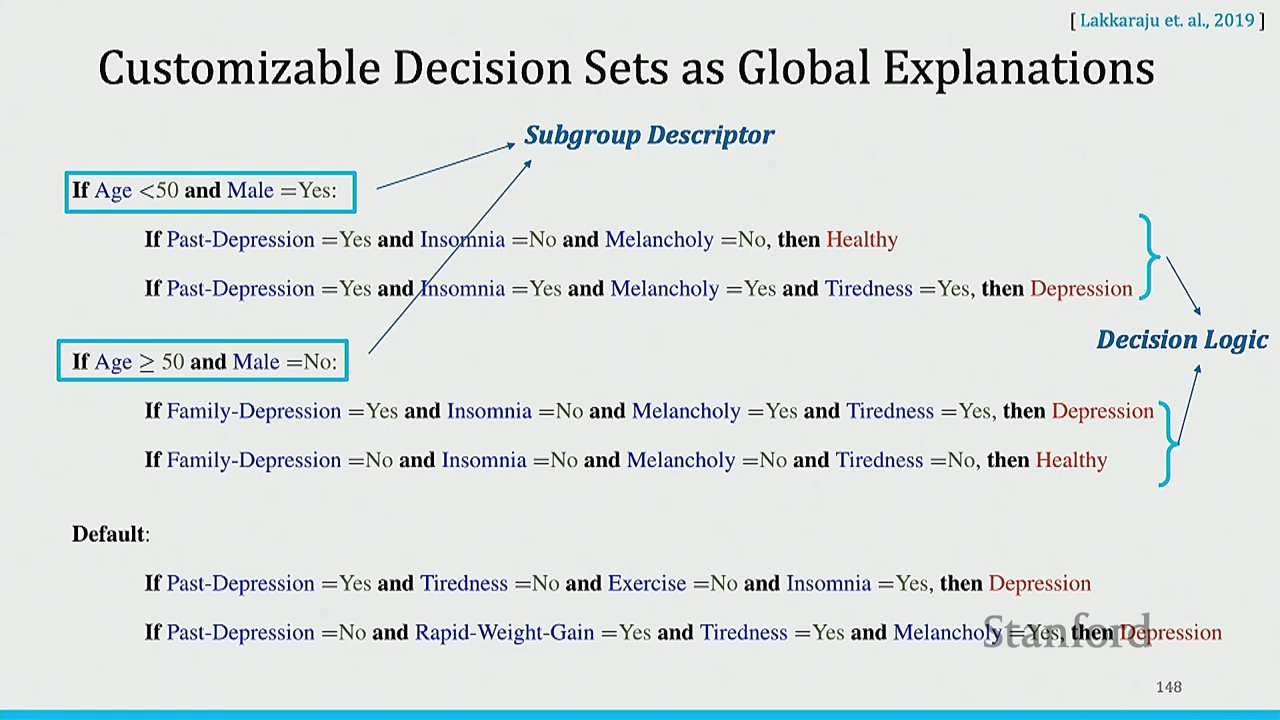 [ Lakkaraju et. al., 2019 ]
Customizable Decision Sets as Global Explanations
Subgroup Descriptor
If Age <50 and Male =Yes:
If Past-Depression =Yes and Insomnia =No and Melancholy =No, then Healthy
If Past-Depression =Yes and Insomnia =Yes and Melancholy =Yes and Tiredness =Yes, then Depression
Decision Logic
If Age ≥ 50 and Male =No:
If Family-Depression =Yes and Insomnia =No and Melancholy =Yes and Tiredness =Yes, then Depression
If Family-Depression =No and Insomnia =No and Melancholy =No and Tiredness =No, then Healthy
Default:
If Past-Depression =Yes and Tiredness =No and Exercise =No and Insomnia =Yes, then Depression
If Past-Depression =No and Rapid-Weight-Gain =Yes and Tiredness =Yes and Melancholy =Yes, then Depression
Stanford
148